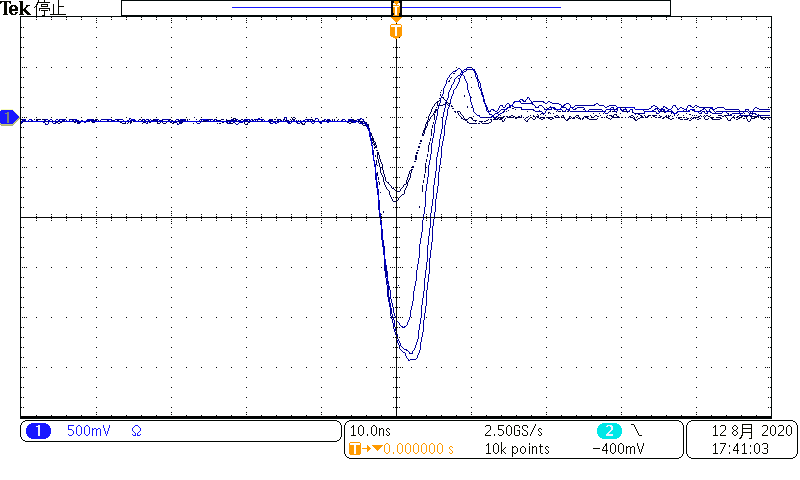 Tek 停止
T
T
1
1 500mV Ω
10.0ns 2.50GS/s 2
T→▼0.000000 s 10k points −400mV
12 8月 2020
17:41:03